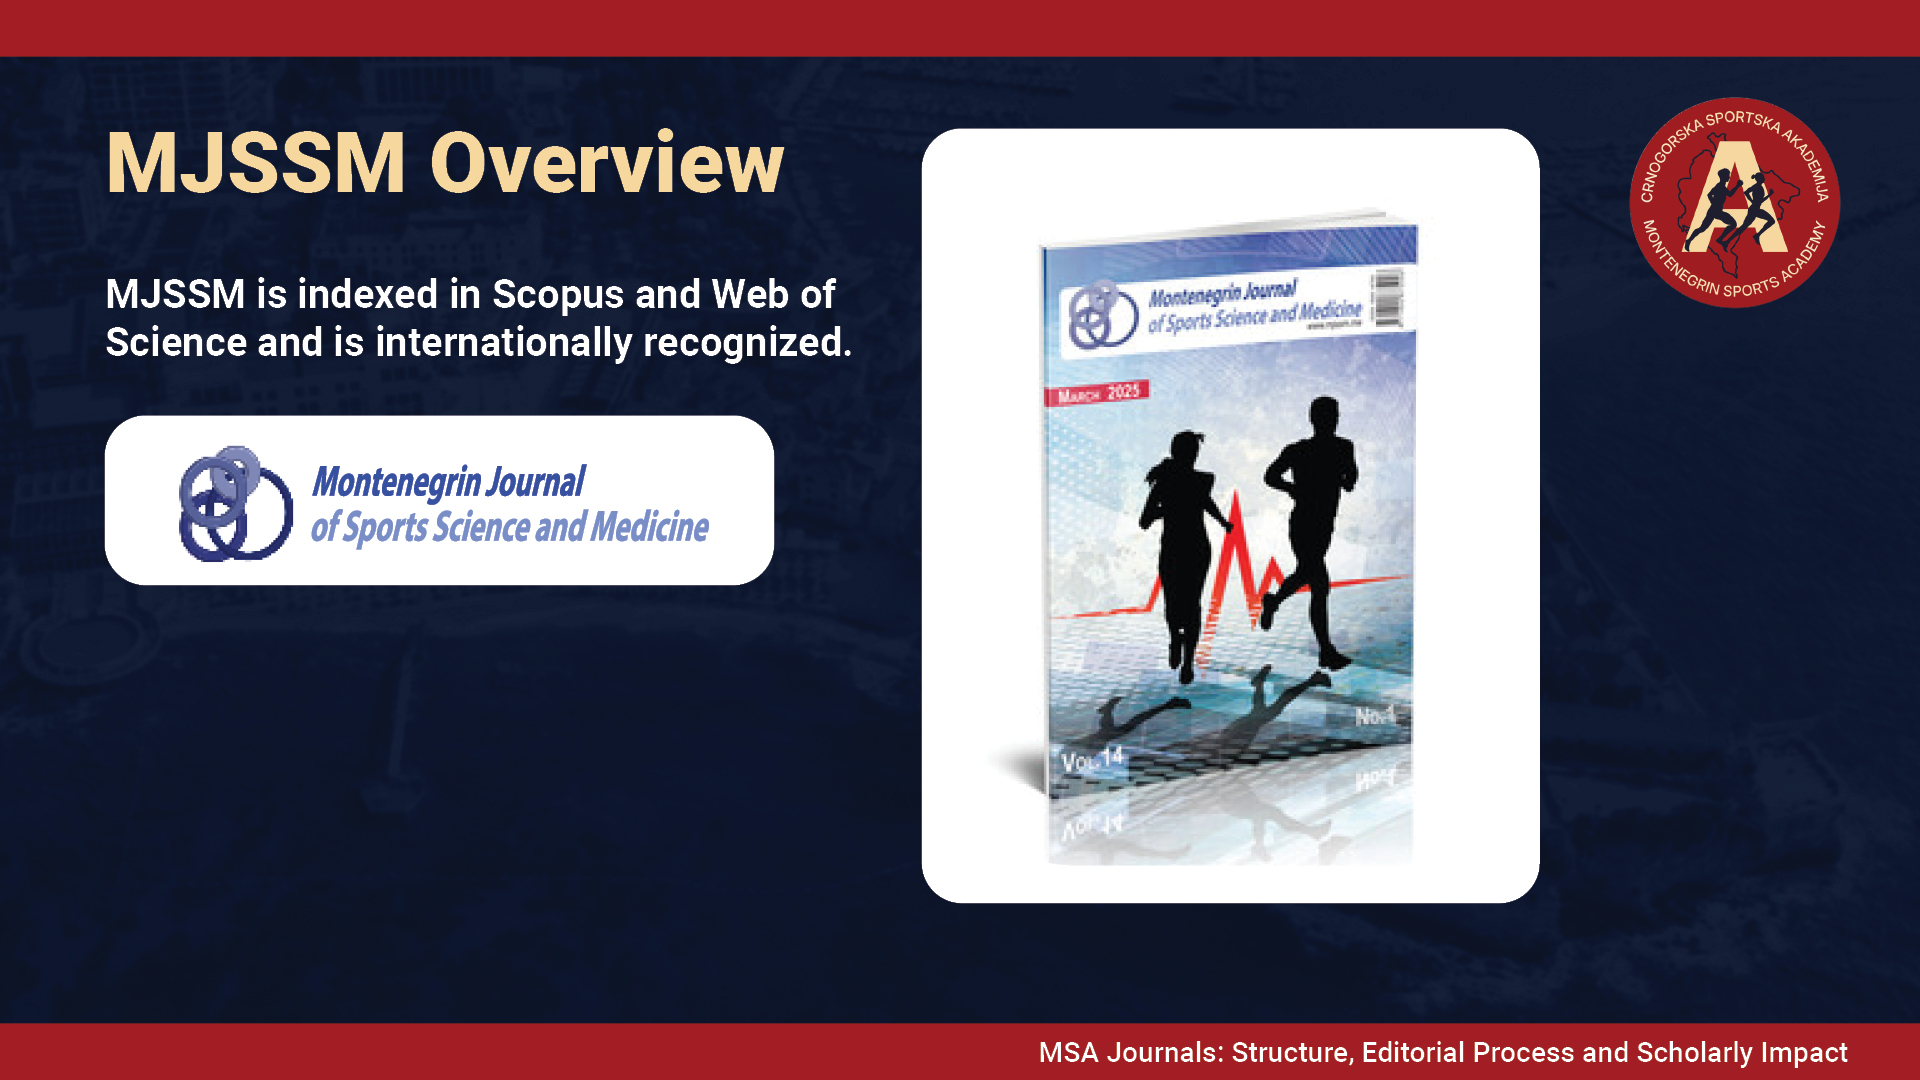 MJSSM Overview
MJSSM is indexed in Scopus and Web of
Science and is internationally recognized.
Montenegrin Journal
of Sports Science and Medicine
Montenegrin Journal
of Sports Science and Medicine
MARCH 2025
No.1
VOL.14
CRNOGORSKA SPORTSKA AKADEMIJA
A
MONTENEGRIN SPORTS ACADEMY
MSA Journals: Structure, Editorial Process and Scholarly Impact